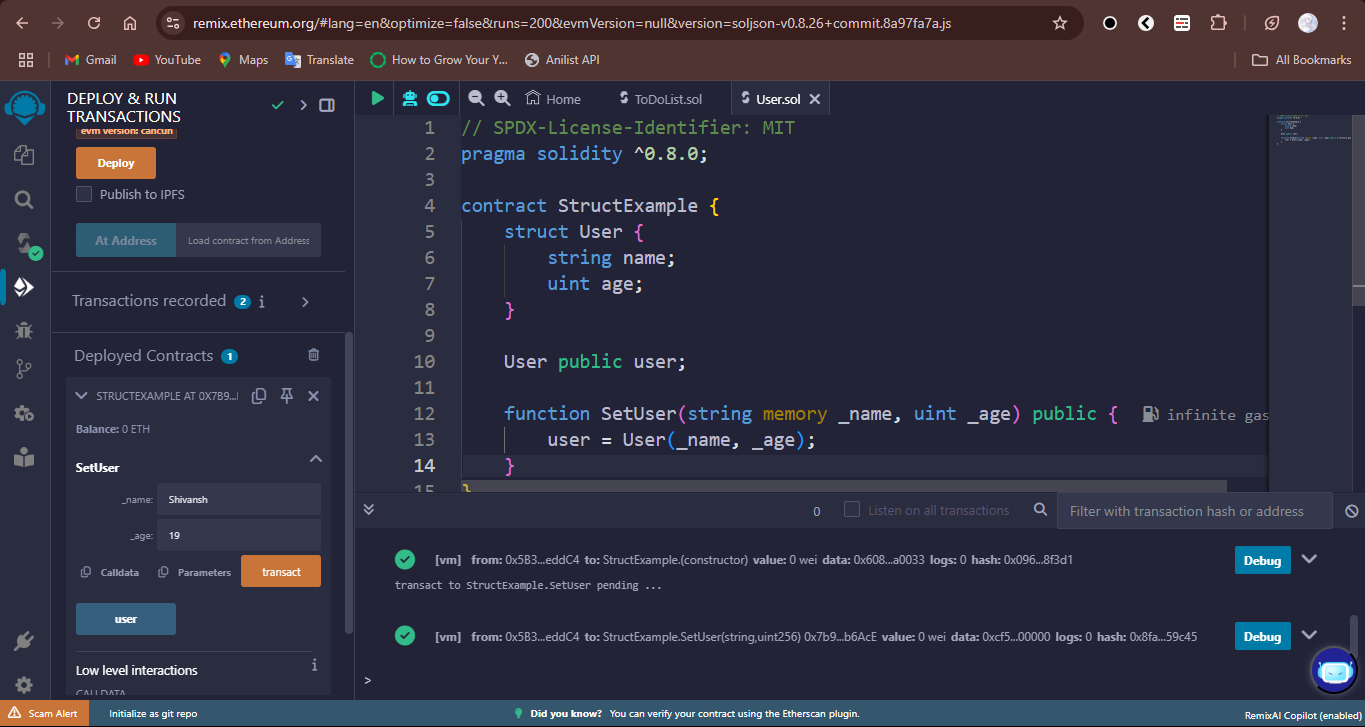 remix.ethereum.org/#lang=en&optimize=false&runs=200&evmVersion=null&version=soljson-v0.8.26+commit.8a97fa7a.js
Gmail YouTube Maps Translate How to Grow Your Y... Anilist API All Bookmarks
DEPLOY & RUN
TRANSACTIONS
evm version: cancun
Deploy
Publish to IPFS
At Address Load contract from Address
Transactions recorded 2 i
Deployed Contracts 1
STRUCTEXAMPLE AT 0X7B9...
Balance: 0 ETH
SetUser
_name: Shivansh
_age: 19
Calldata Parameters transact
user
Low level interactions i
CALLDATA
Home ToDoList.sol User.sol
1 // SPDX-License-Identifier: MIT
2 pragma solidity ^0.8.0;
3
4 contract StructExample {
5 struct User {
6 string name;
7 uint age;
8 }
9
10 User public user;
11
12 function SetUser(string memory _name, uint _age) public { infinite gas
13 user = User(_name, _age);
14 }
15 }
0 Listen on all transactions Filter with transaction hash or address
[vm] from: 0x5B3...eddC4 to: StructExample.(constructor) value: 0 wei data: 0x608...a0033 logs: 0 hash: 0x096...8f3d1 Debug
transact to StructExample.SetUser pending ...
[vm] from: 0x5B3...eddC4 to: StructExample.SetUser(string,uint256) 0x7b9...b6AcE value: 0 wei data: 0xcf5...00000 logs: 0 hash: 0x8fa...59c45 Debug
>
Scam Alert Initialize as git repo Did you know? You can verify your contract using the Etherscan plugin. RemixAI Copilot (enabled)